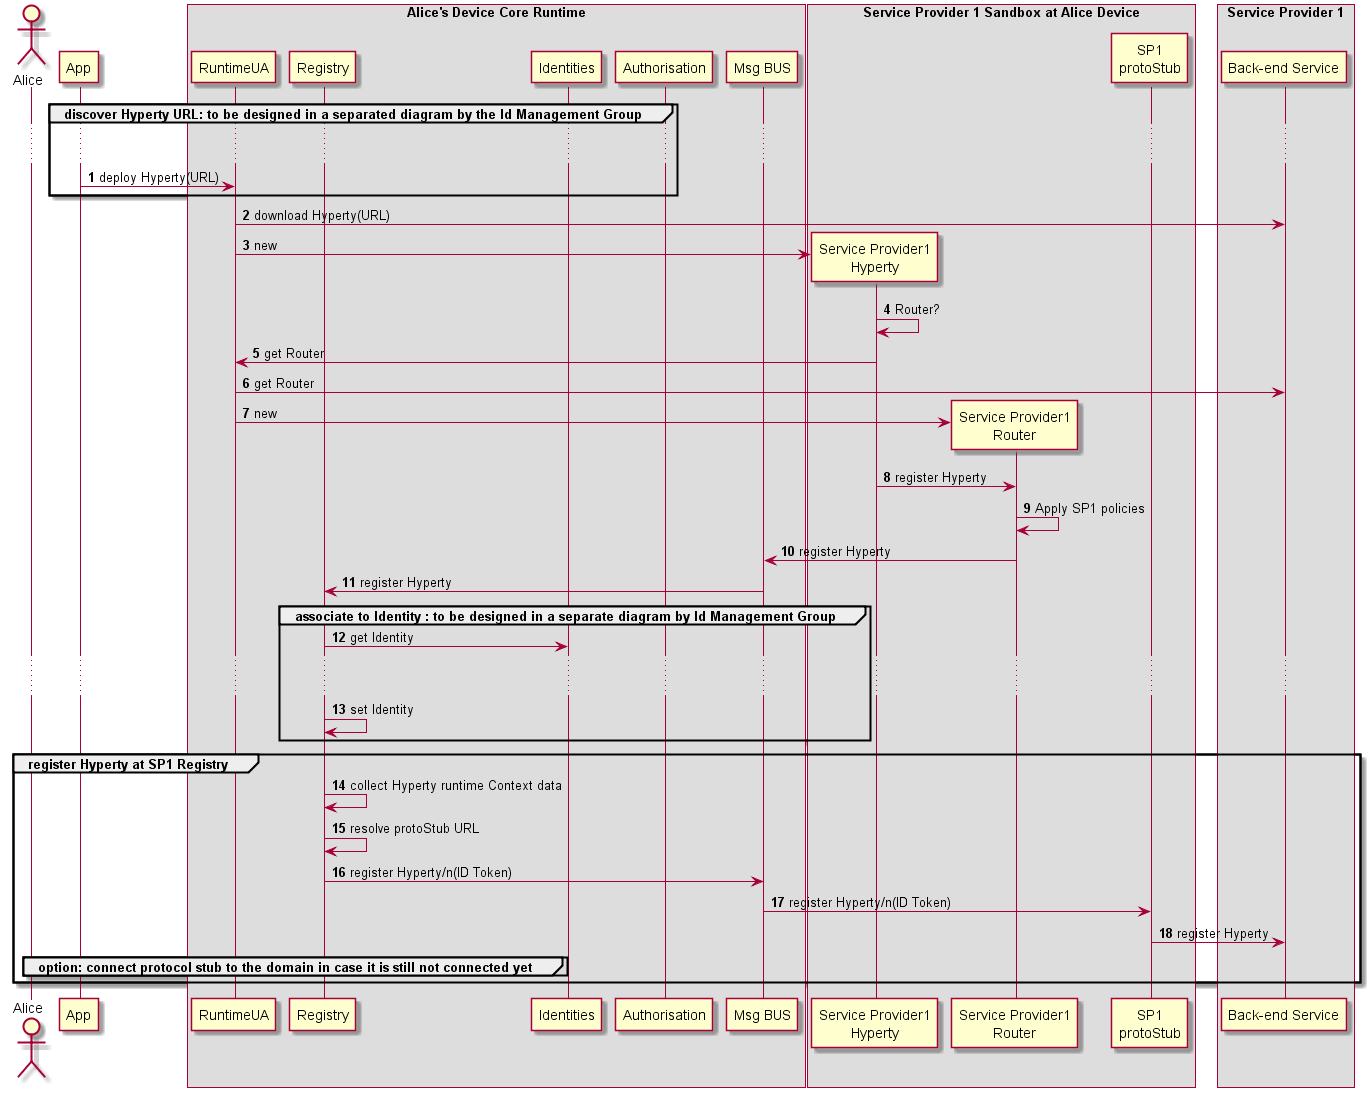 Alice's Device Core Runtime
Service Provider 1 Sandbox at Alice Device
Service Provider 1
Alice
App
RuntimeUA
Registry
Identities
Authorisation
Msg BUS
SP1
protoStub
Back-end Service
discover Hyperty URL: to be designed in a separated diagram by the Id Management Group
1 deploy Hyperty(URL)
2 download Hyperty(URL)
3 new
Service Provider1
Hyperty
4 Router?
5 get Router
6 get Router
7 new
Service Provider1
Router
8 register Hyperty
9 Apply SP1 policies
10 register Hyperty
11 register Hyperty
associate to Identity : to be designed in a separate diagram by Id Management Group
12 get Identity
13 set Identity
register Hyperty at SP1 Registry
14 collect Hyperty runtime Context data
15 resolve protoStub URL
16 register Hyperty/n(ID Token)
17 register Hyperty/n(ID Token)
18 register Hyperty
option: connect protocol stub to the domain in case it is still not connected yet
Alice
App
RuntimeUA
Registry
Identities
Authorisation
Msg BUS
Service Provider1
Hyperty
Service Provider1
Router
SP1
protoStub
Back-end Service